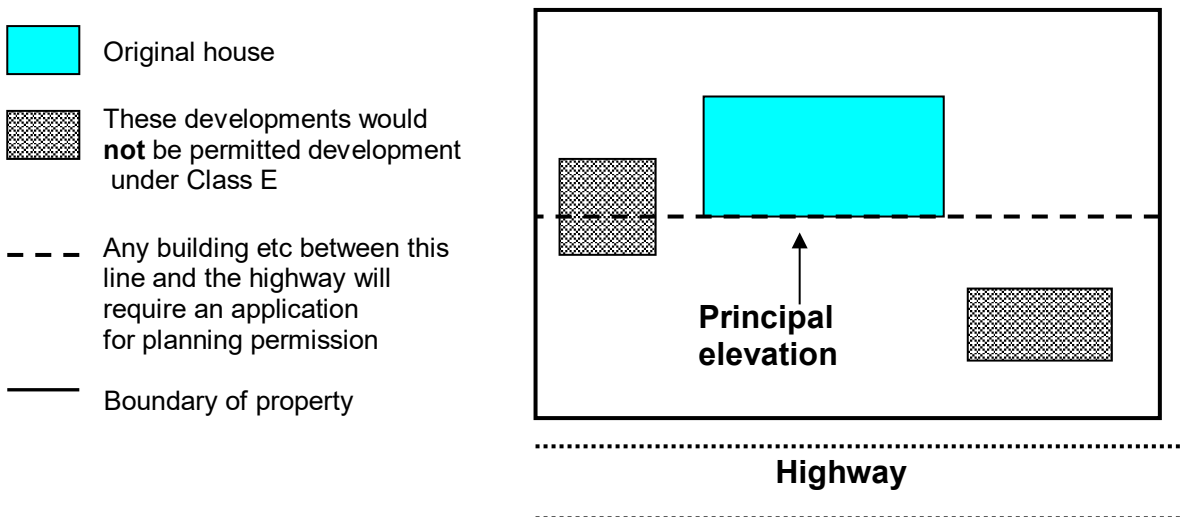 Original house
These developments would
not be permitted development
under Class E
Any building etc between this
line and the highway will
require an application
for planning permission
Boundary of property
Principal
elevation
Highway